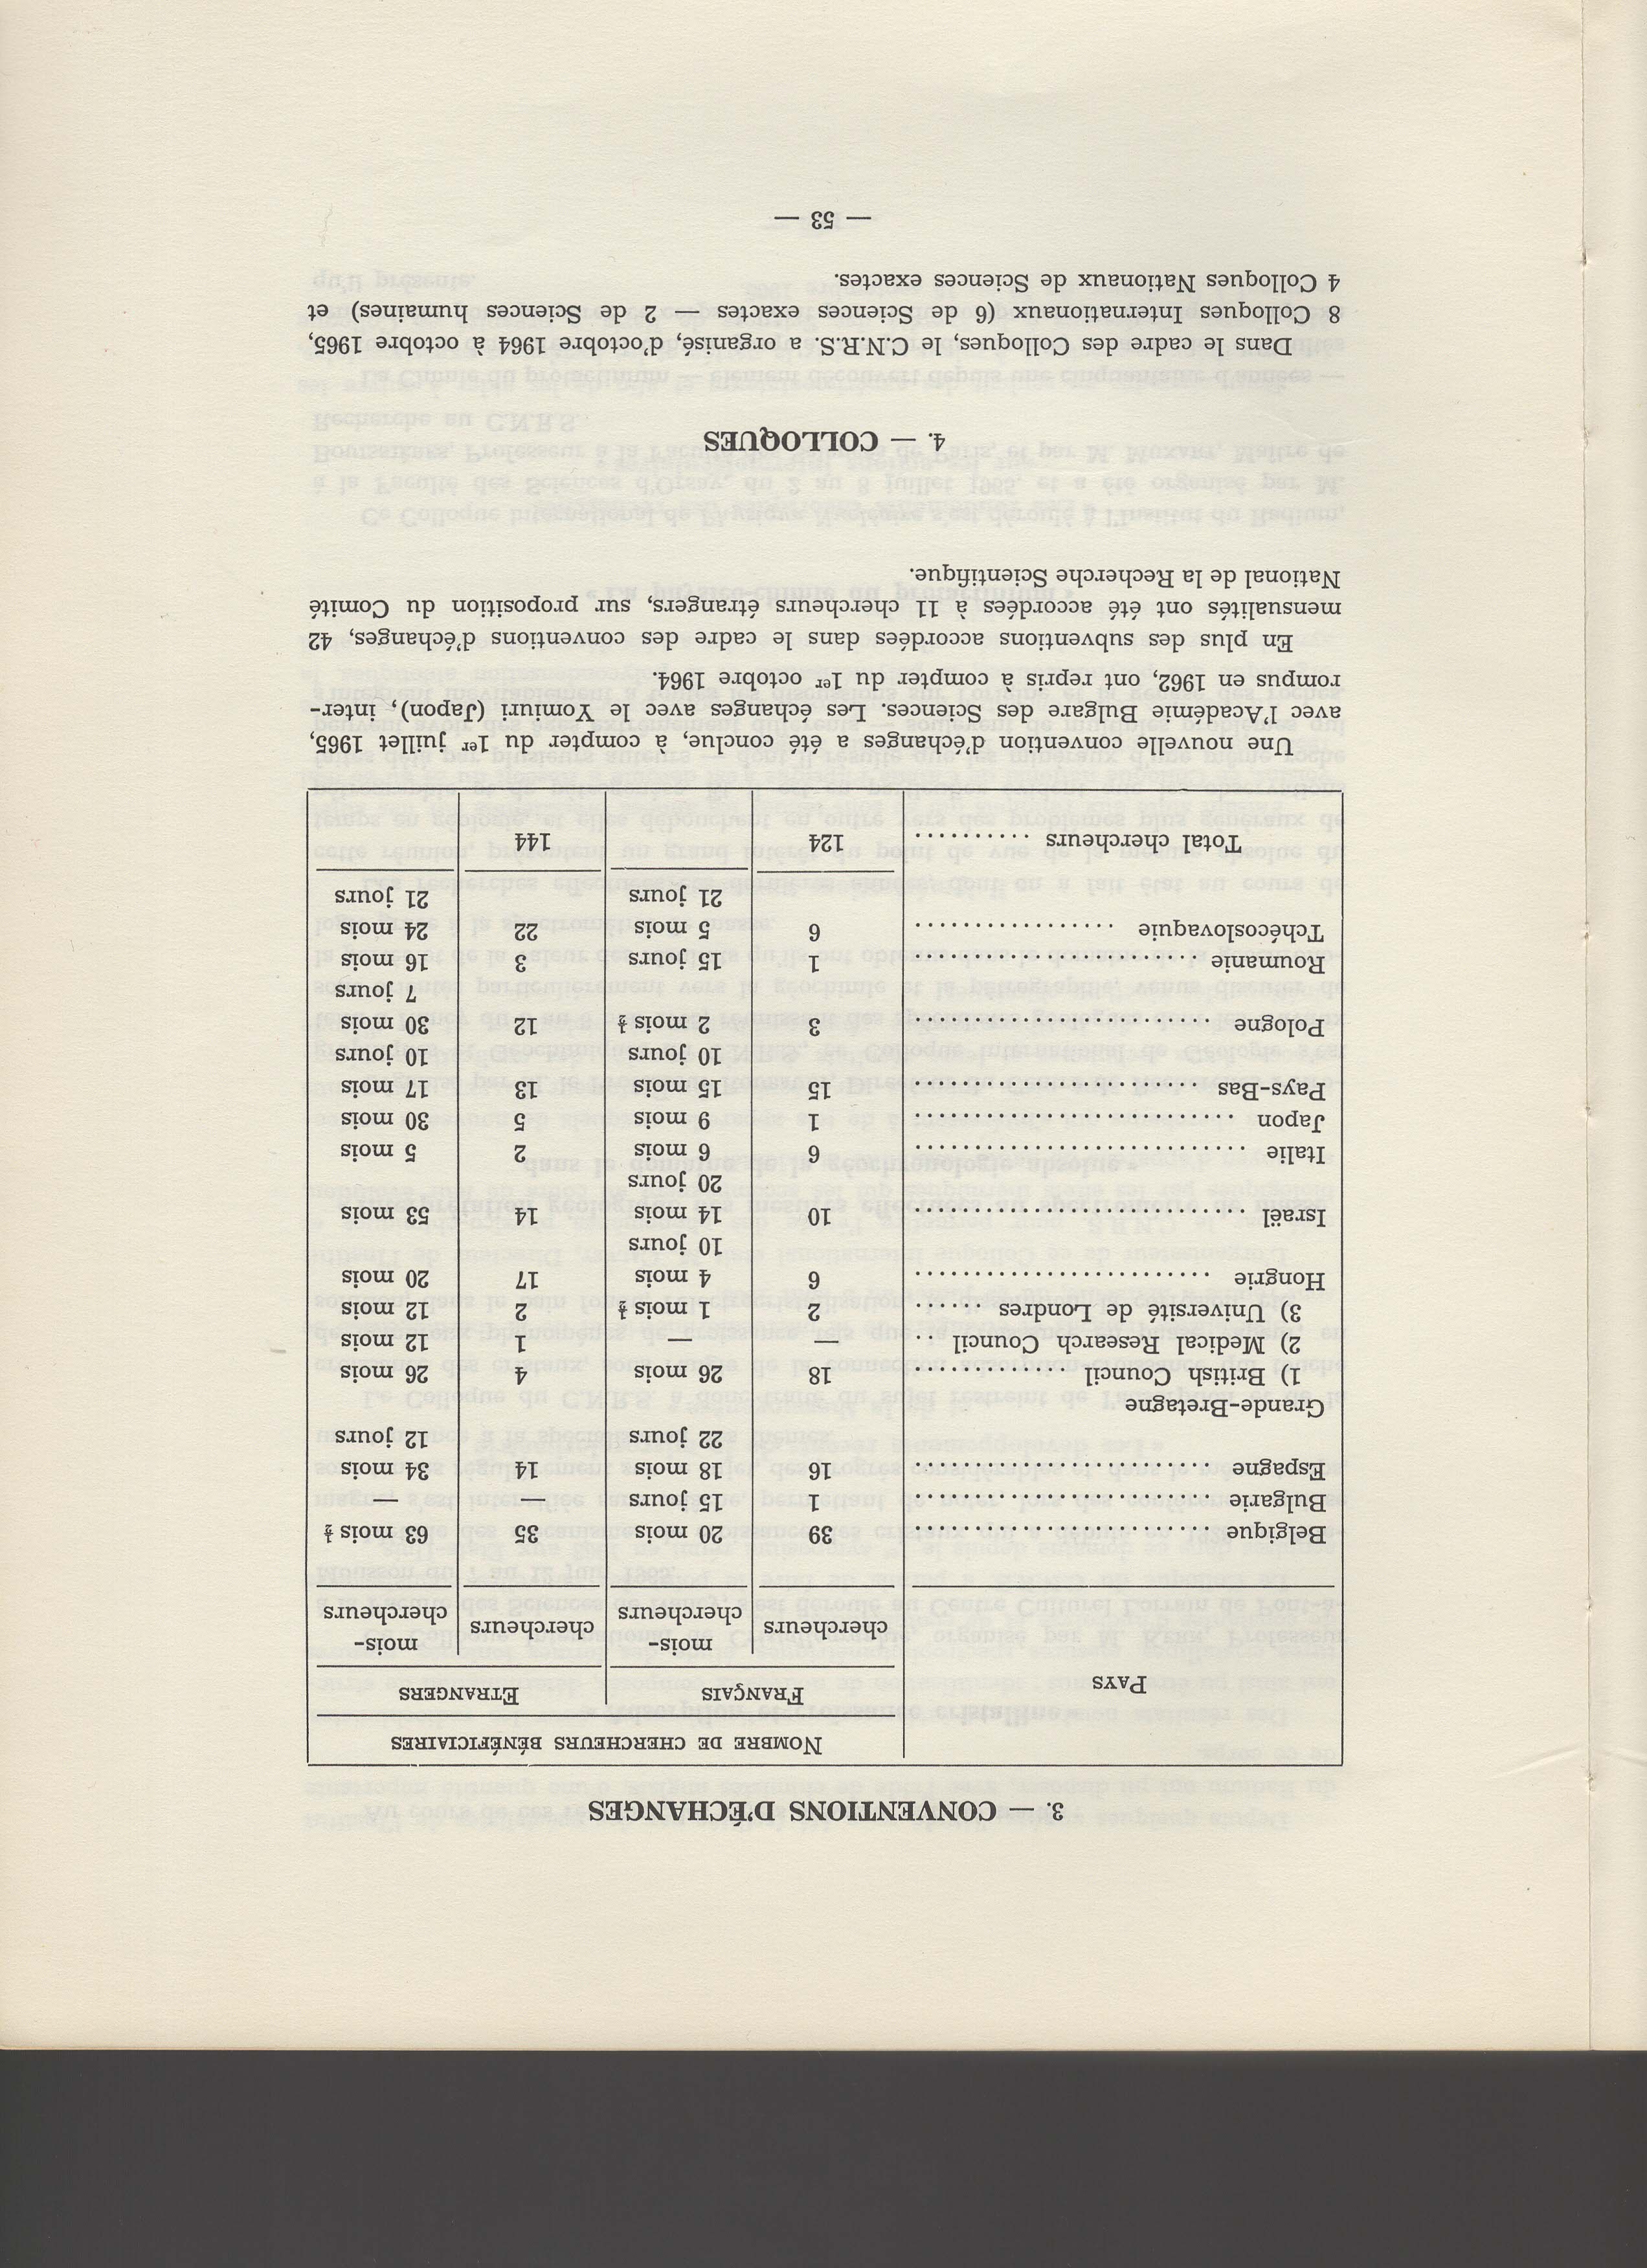 3. — CONVENTIONS D'ÉCHANGES
NOMBRE DE CHERCHEURS BÉNÉFICIAIRES
PAYS FRANÇAIS ETRANGERS
chercheurs mois-chercheurs chercheurs mois-chercheurs
Belgique .......................... 39 20 mois 35 63 mois ½
Bulgarie .......................... 1 15 jours — —
Espagne .......................... 16 18 mois 14 34 mois
22 jours 12 jours
Grande-Bretagne
1) British Council .............. 18 26 mois 4 26 mois
2) Medical Research Council .. — — 1 12 mois
3) Université de Londres ...... 2 1 mois ½ 2 12 mois
Hongrie .......................... 6 4 mois 17 20 mois
10 jours
Israël .............................. 10 14 mois 14 53 mois
20 jours
Italie .............................. 6 6 mois 2 5 mois
Japon ............................ 1 9 mois 5 30 mois
Pays-Bas ......................... 15 15 mois 13 17 mois
10 jours 10 jours
Pologne .......................... 3 2 mois ½ 12 30 mois
7 jours
Roumanie ......................... 1 15 jours 3 16 mois
Tchécoslovaquie .................. 6 5 mois 22 24 mois
21 jours 21 jours
Total chercheurs .......... 124 144
Une nouvelle convention d'échanges a été conclue, à compter du 1er juillet 1965,
avec l'Académie Bulgare des Sciences. Les échanges avec le Yomiuri (Japon), inter-
rompus en 1962, ont repris à compter du 1er octobre 1964.
En plus des subventions accordées dans le cadre des conventions d'échanges, 42
mensualités ont été accordées à 11 chercheurs étrangers, sur proposition du Comité
National de la Recherche Scientifique.
4. — COLLOQUES
Dans le cadre des Colloques, le C.N.R.S. a organisé, d'octobre 1964 à octobre 1965,
8 Colloques Internationaux (6 de Sciences exactes — 2 de Sciences humaines) et
4 Colloques Nationaux de Sciences exactes.
— 53 —